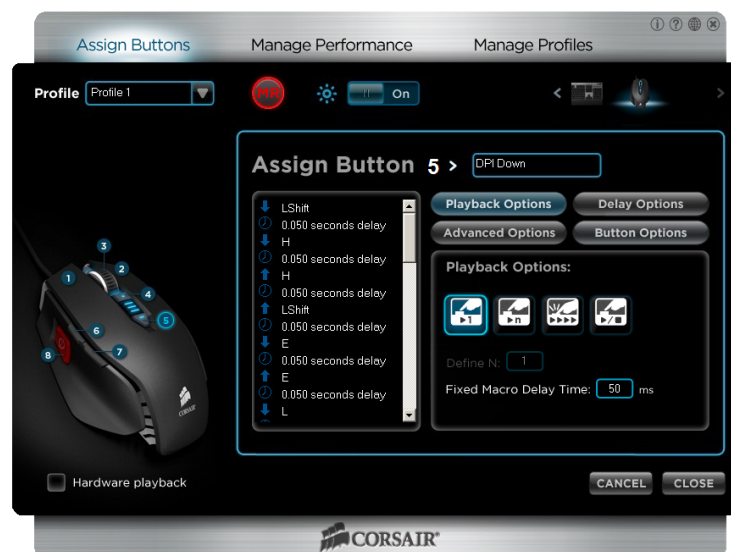 Assign Buttons Manage Performance Manage Profiles
Profile Profile 1 MR On
Assign Button 5 > DPI Down
LShift
0.050 seconds delay
H
0.050 seconds delay
H
0.050 seconds delay
LShift
0.050 seconds delay
E
0.050 seconds delay
E
0.050 seconds delay
L
Playback Options Delay Options
Advanced Options Button Options
Playback Options:
1 n
Define N: 1
Fixed Macro Delay Time: 50 ms
3
2
1
4
5
6
7
8
CORSAIR
Hardware playback
CANCEL CLOSE
CORSAIR